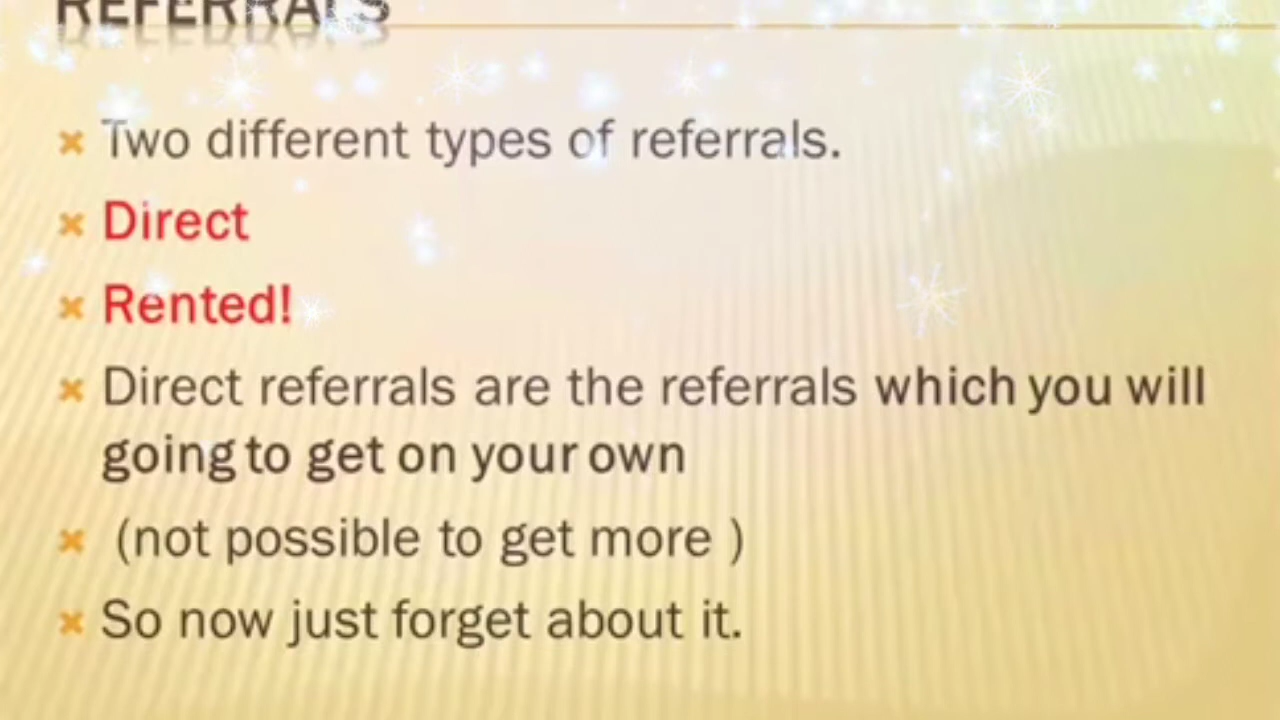 REFERRALS
Two different types of referrals.
Direct
Rented!
Direct referrals are the referrals which you will
going to get on your own
(not possible to get more )
So now just forget about it.